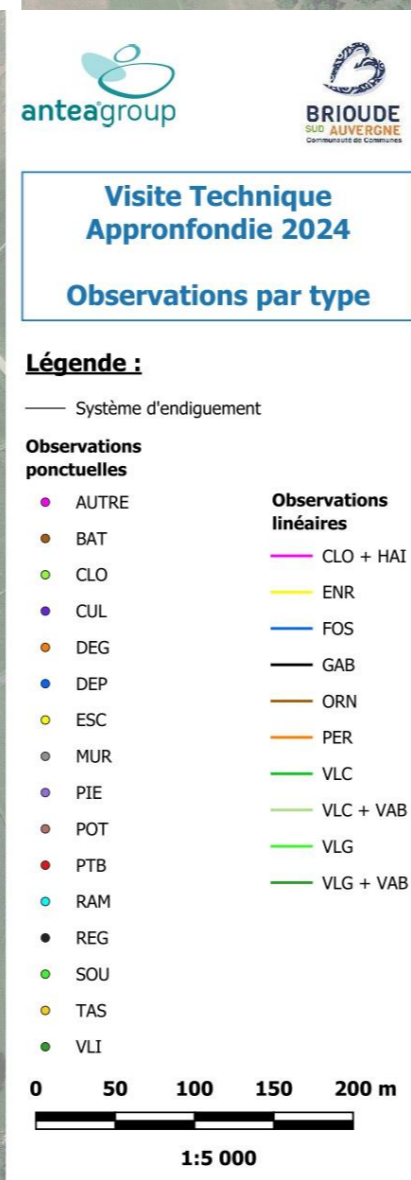 anteagroup
BRIOUDE
SUD AUVERGNE
Communauté de Communes
Visite Technique
Appronfondie 2024
Observations par type
Légende :
Système d'endiguement
Observations
ponctuelles
AUTRE
BAT
CLO
CUL
DEG
DEP
ESC
MUR
PIE
POT
PTB
RAM
REG
SOU
TAS
VLI
Observations
linéaires
CLO + HAI
ENR
FOS
GAB
ORN
PER
VLC
VLC + VAB
VLG
VLG + VAB
0 50 100 150 200 m
1:5 000